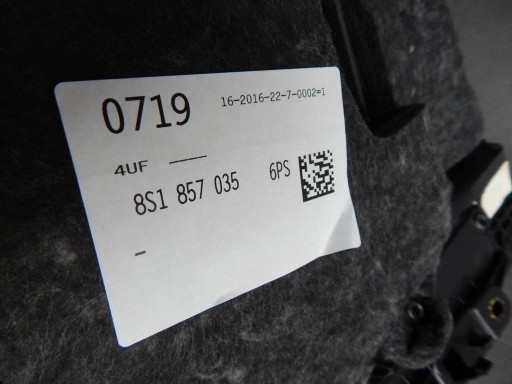 0719 16-2016-22-7-0002=1
4UF
8S1 857 035 6PS
-